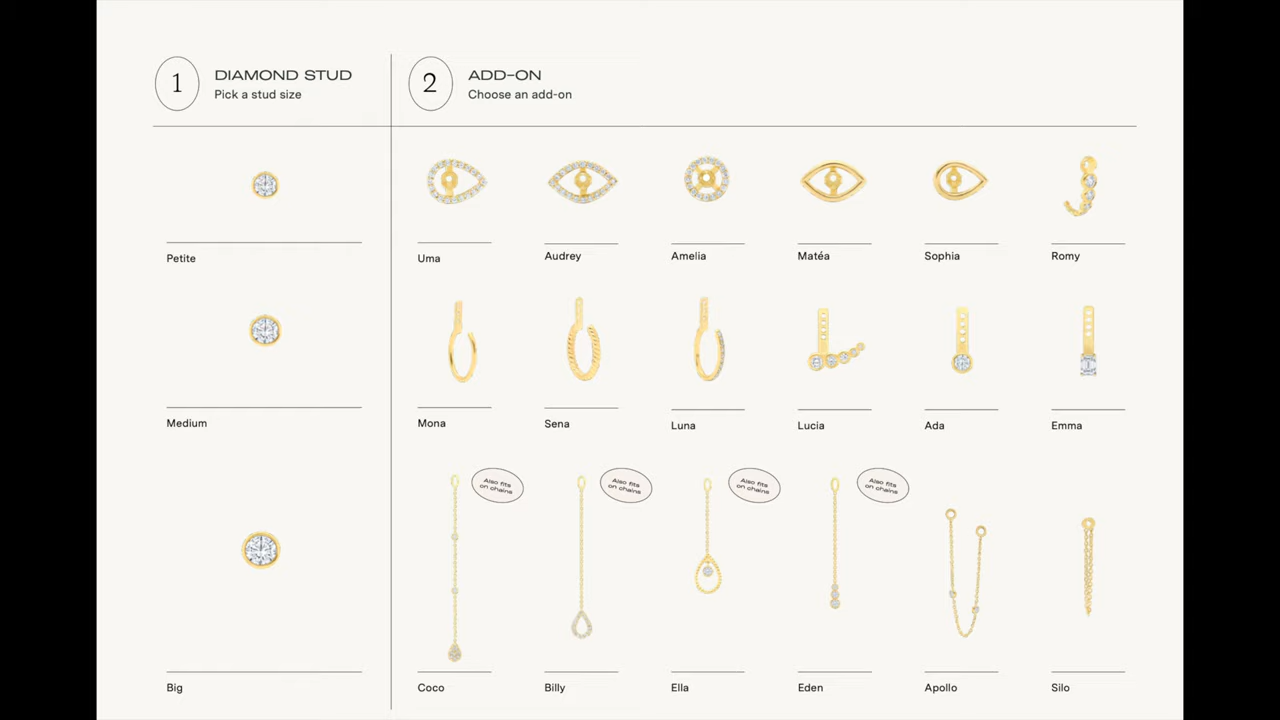 1
DIAMOND STUD
Pick a stud size
2
ADD-ON
Choose an add-on
Petite
Uma
Audrey
Amelia
Matéa
Sophia
Romy
Medium
Mona
Sena
Luna
Lucia
Ada
Emma
Also fits
on chains
Also fits
on chains
Also fits
on chains
Also fits
on chains
Big
Coco
Billy
Ella
Eden
Apollo
Silo